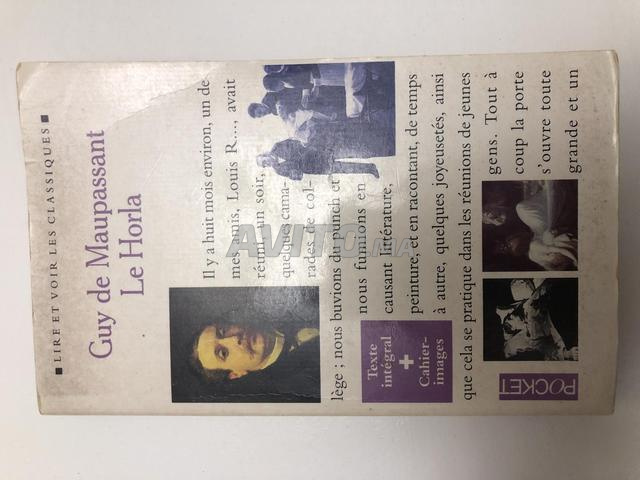 ■ LIRE ET VOIR LES CLASSIQUES ■
Guy de Maupassant
Le Horla
Il y a huit mois environ, un de
mes amis, Louis R..., avait
réuni, un soir,
quelques cama-
rades de col-
lège ; nous buvions du punch et
nous fumions en
causant littérature,
peinture, et en racontant, de temps
à autre, quelques joyeusetés, ainsi
que cela se pratique dans les réunions de jeunes
gens. Tout à
coup la porte
s'ouvre toute
grande et un
Texte
intégral
+
Cahier-
images
POCKET
AVITO.MA